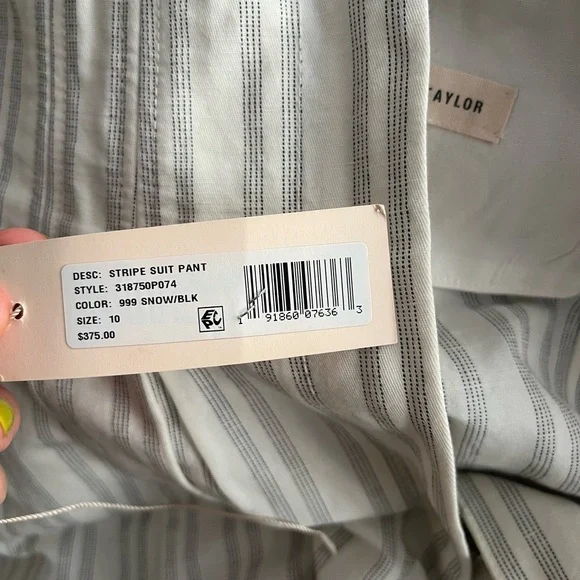 TAYLOR
DESC: STRIPE SUIT PANT
STYLE: 318750P074
COLOR: 999 SNOW/BLK
SIZE: 10
$375.00
1 91860 07636 3